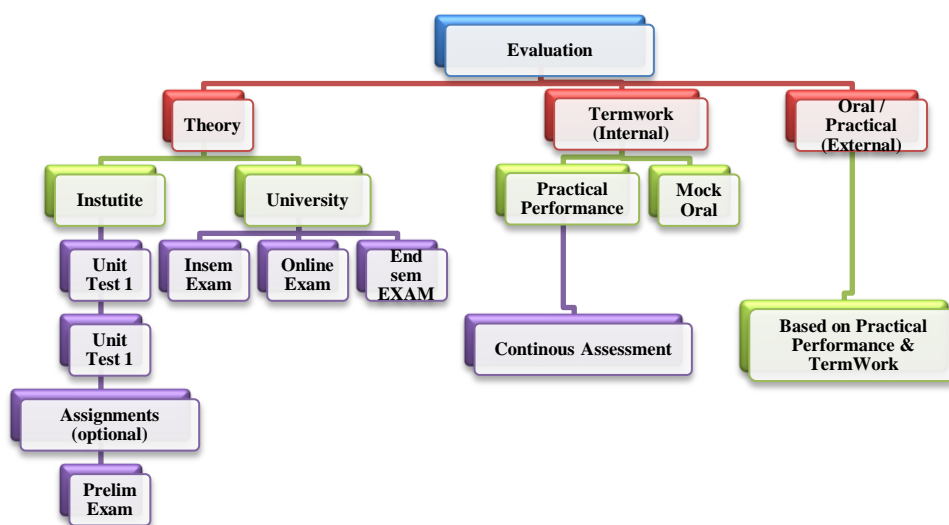 Evaluation
Theory
Termwork
(Internal)
Oral /
Practical
(External)
Instutite
University
Practical
Performance
Mock
Oral
Unit
Test 1
Insem
Exam
Online
Exam
End
sem
EXAM
Unit
Test 1
Continous Assessment
Based on Practical
Performance &
TermWork
Assignments
(optional)
Prelim
Exam